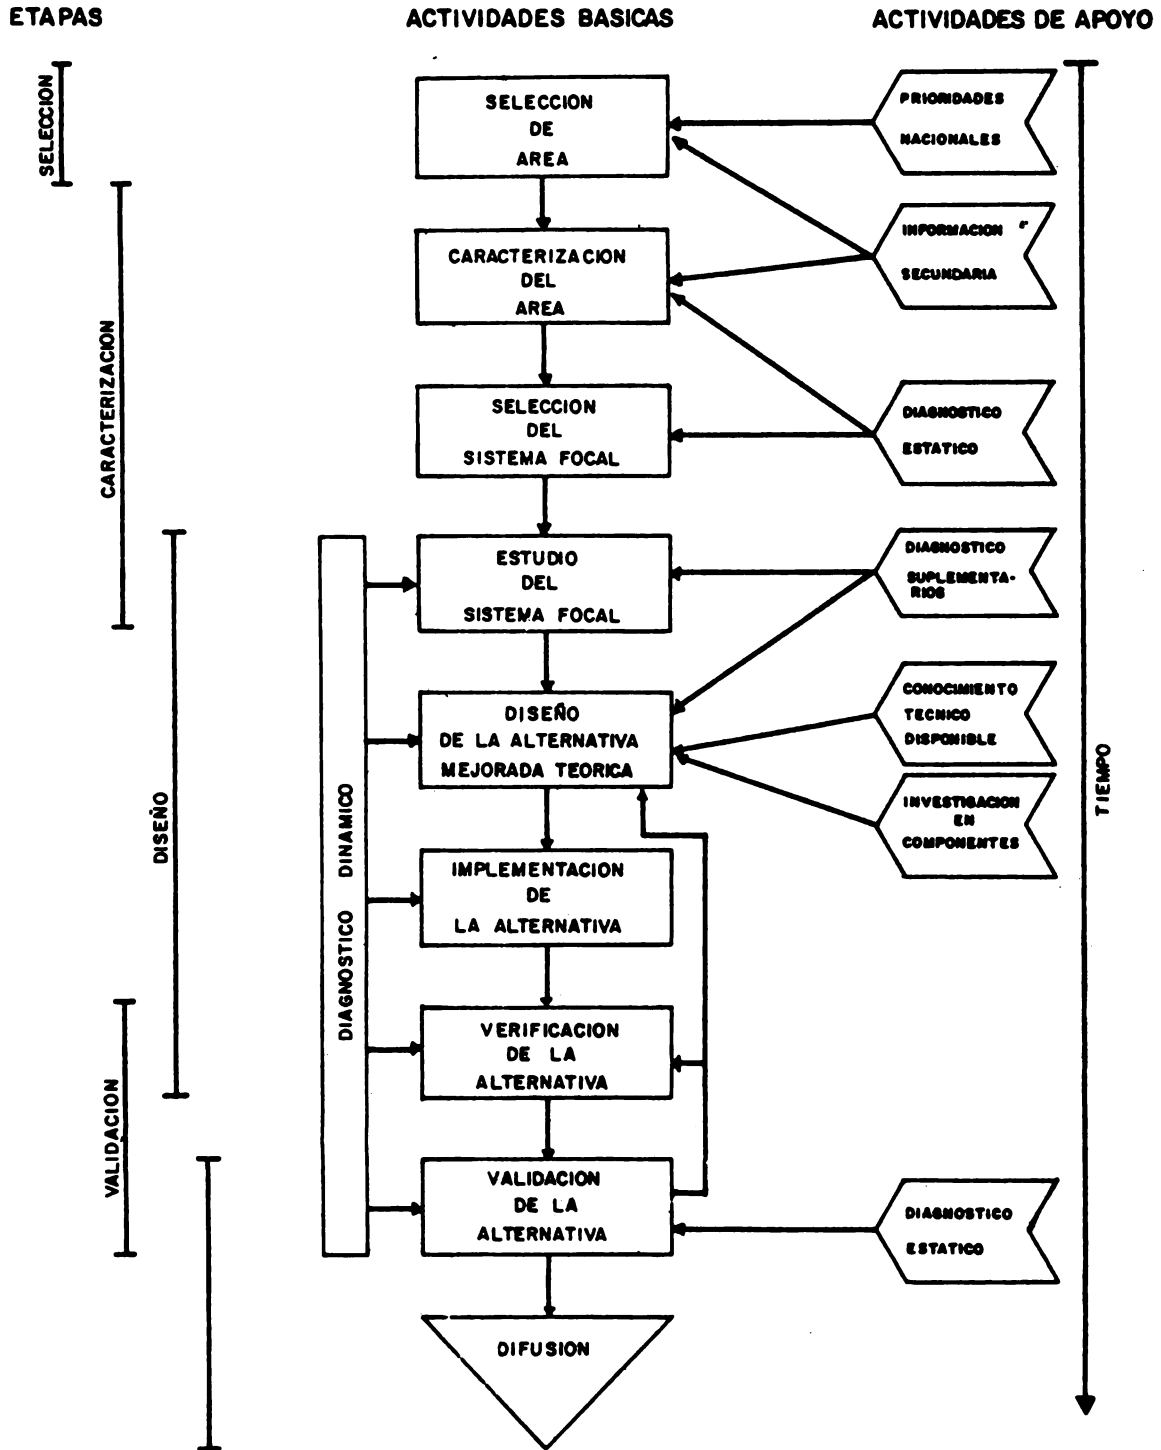 ETAPAS
ACTIVIDADES BASICAS
ACTIVIDADES DE APOYO
SELECCION
SELECCION
DE
AREA
PRIORIDADES
NACIONALES
CARACTERIZACION
CARACTERIZACION
DEL
AREA
INFORMACION
SECUNDARIA
SELECCION
DEL
SISTEMA FOCAL
DIAGNOSTICO
ESTATICO
DISEÑO
DIAGNOSTICO DINAMICO
ESTUDIO
DEL
SISTEMA FOCAL
DIAGNOSTICO
SUPLEMENTA-
RIOS
DISEÑO
DE LA ALTERNATIVA
MEJORADA TEORICA
CONOCIMIENTO
TECNICO
DISPONIBLE
INVESTIGACION
EN
COMPONENTES
TIEMPO
IMPLEMENTACION
DE
LA ALTERNATIVA
VALIDACION
VERIFICACION
DE LA
ALTERNATIVA
VALIDACION
DE LA
ALTERNATIVA
DIAGNOSTICO
ESTATICO
DIFUSION